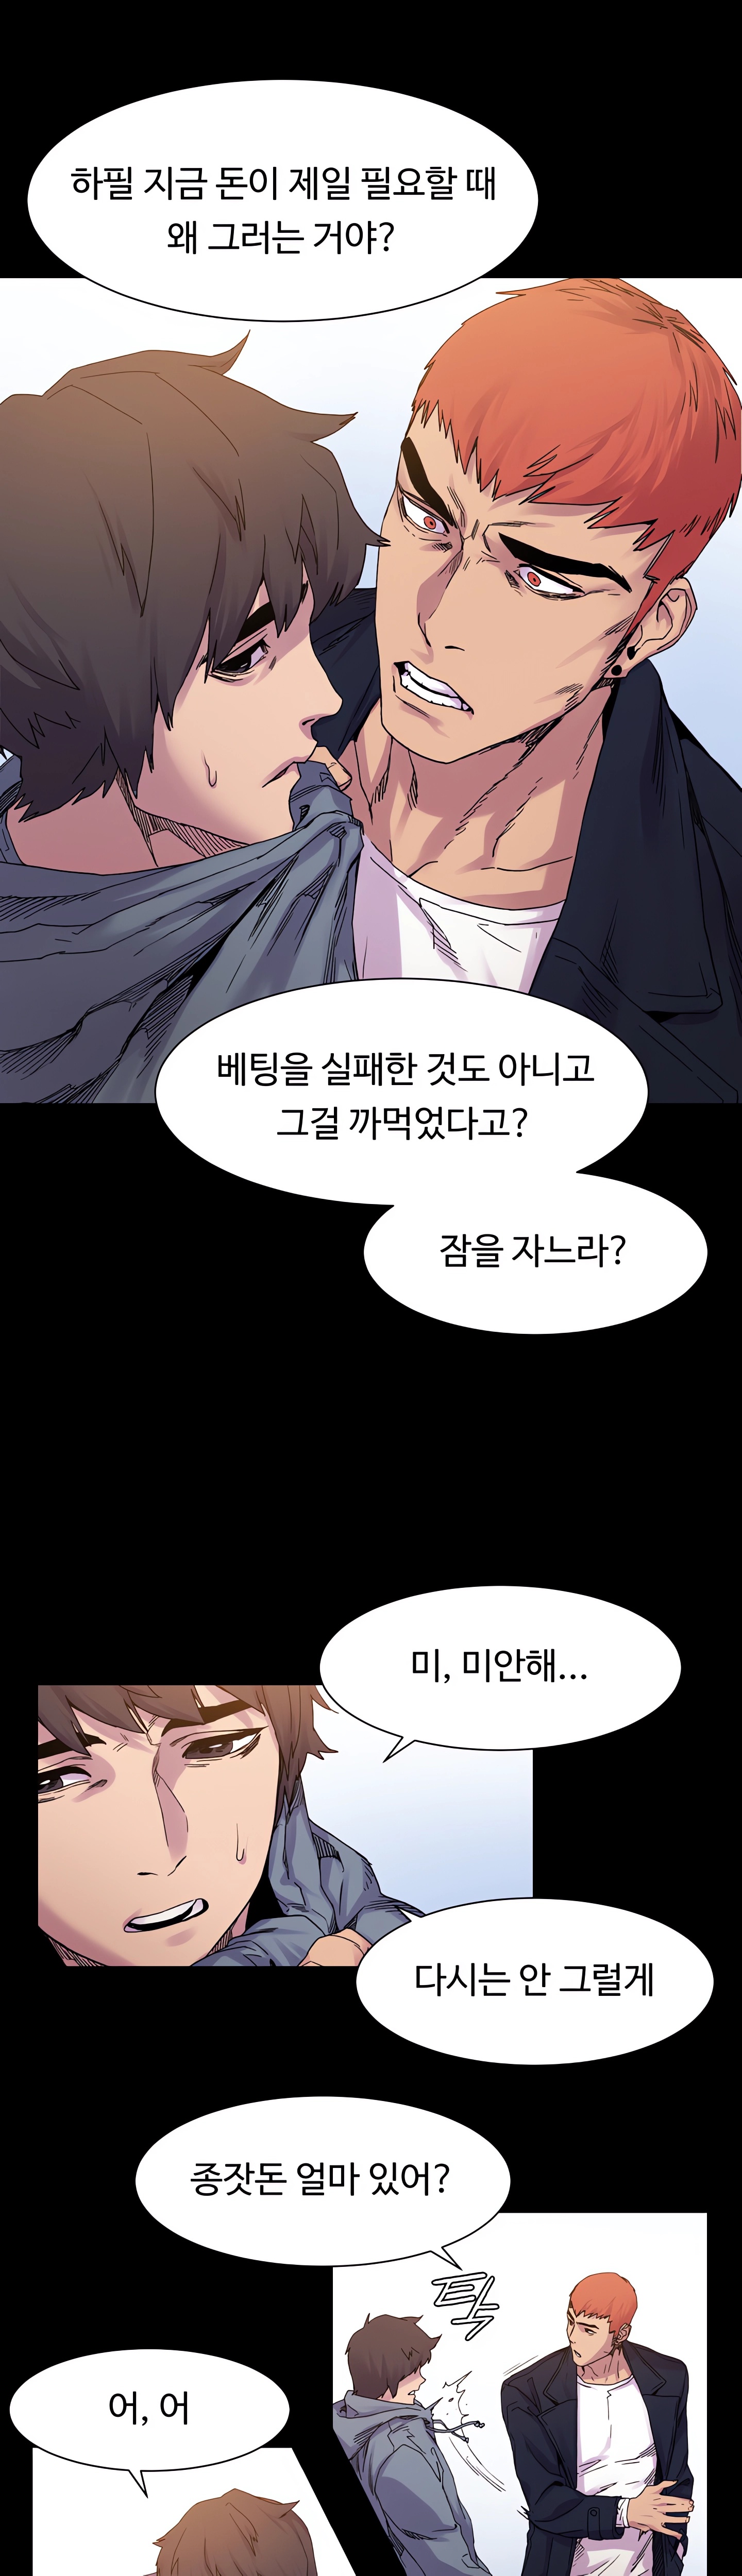 하필 지금 돈이 제일 필요할 때
왜 그러는 거야?
베팅을 실패한 것도 아니고
그걸 까먹었다고?
잠을 자느라?
미, 미안해...
다시는 안 그럴게
종잣돈 얼마 있어?
탁
어, 어